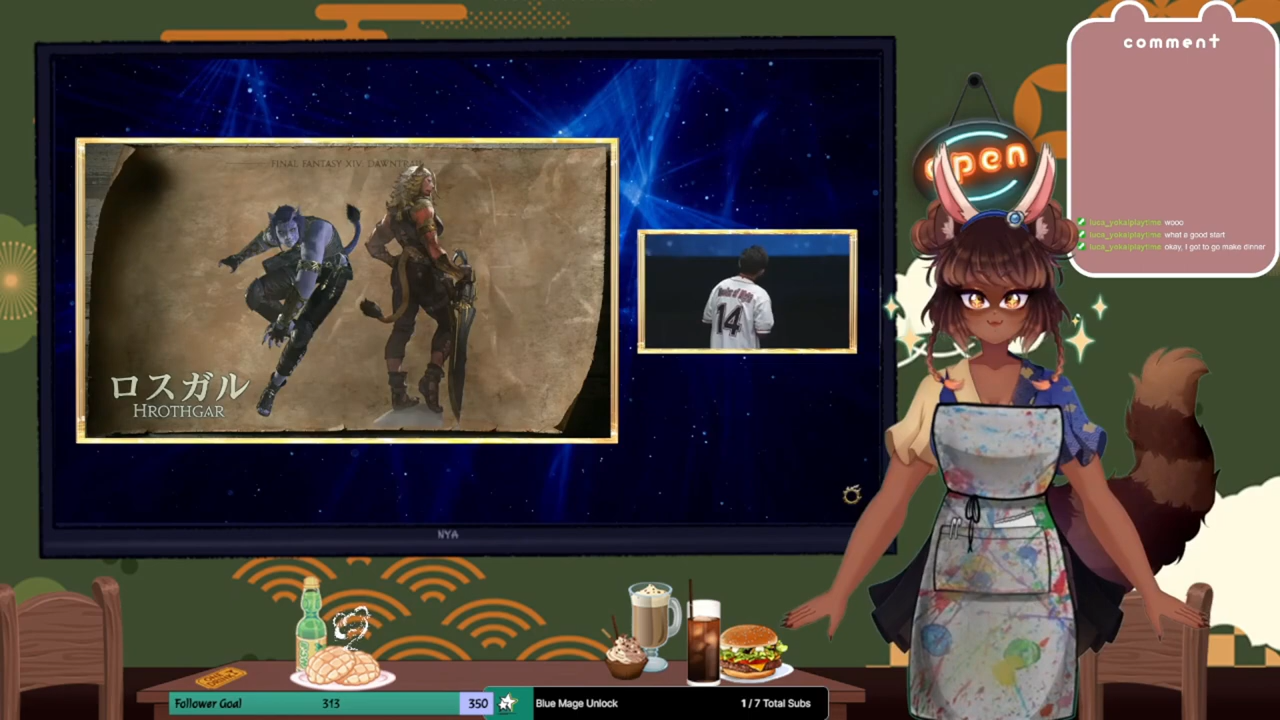 comment
open
FINAL FANTASY XIV: DAWNTRAIL
luca_yokaiplaytime wooo
luca_yokaiplaytime what a good start
luca_yokaiplaytime okay, I got to go make dinner
14
ロスガル
HROTHGAR
NYA
Follower Goal 313 350
Blue Mage Unlock 1 / 7 Total Subs